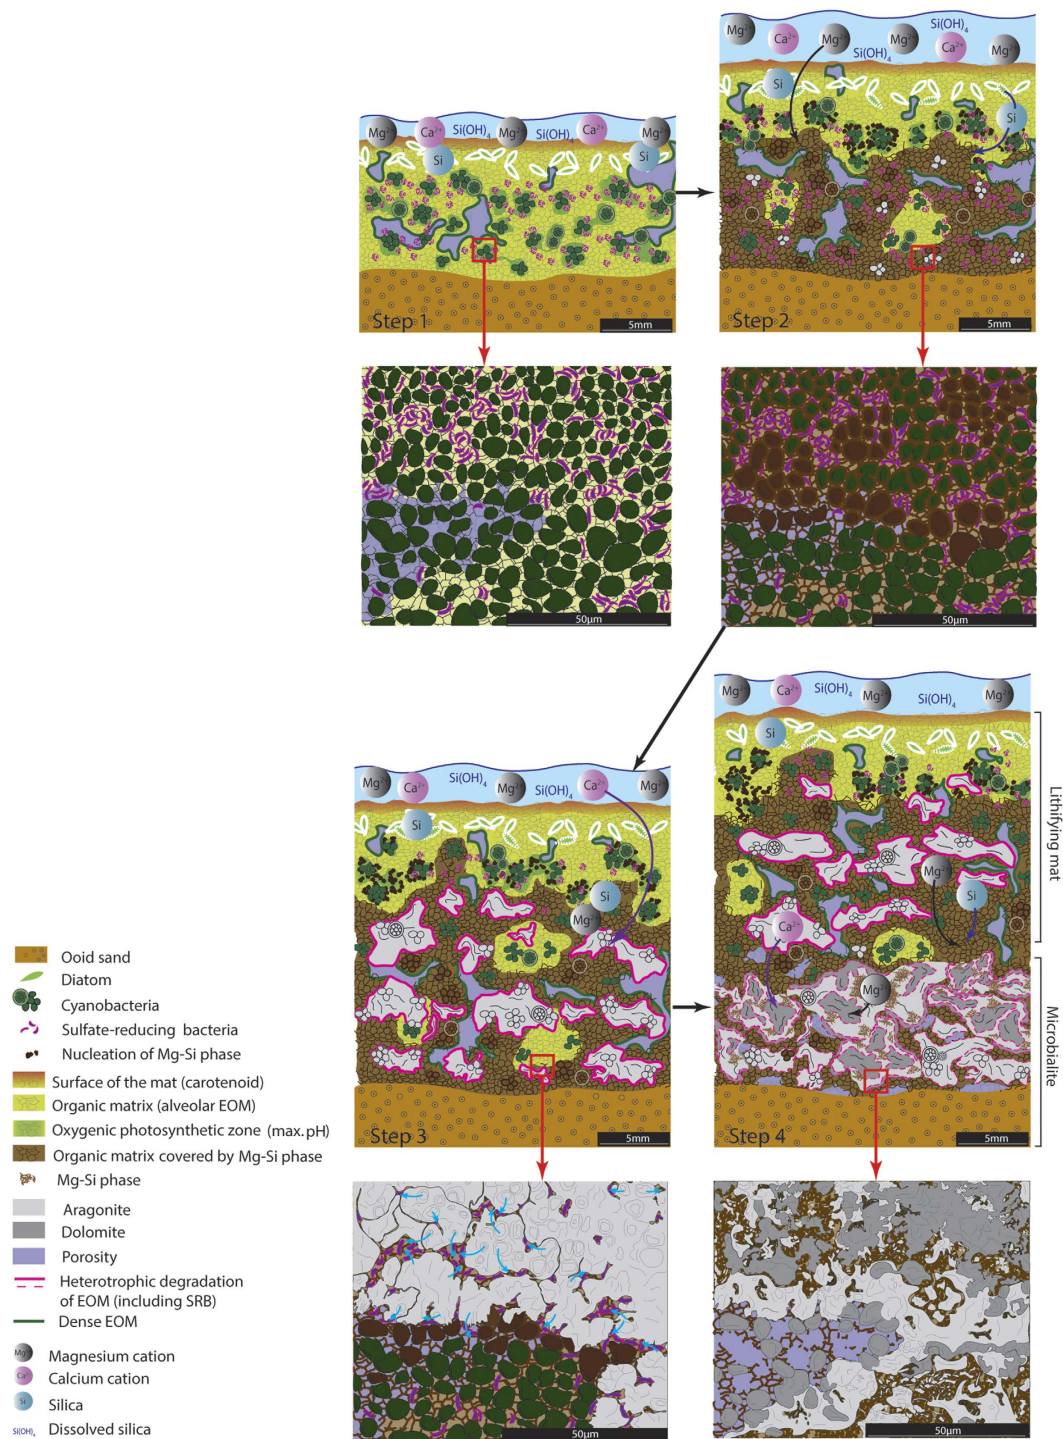 Mg²⁺ Ca²⁺ Si(OH)₄ Mg²⁺ Si(OH)₄ Ca²⁺ Mg²⁺
Si Si
Step 1
5mm
Si(OH)₄
Mg²⁺ Ca²⁺ Mg²⁺ Si(OH)₄ Mg²⁺ Ca²⁺ Mg²⁺
Si Si
Step 2
5mm
50µm
50µm
Mg²⁺ Ca²⁺ Si(OH)₄ Mg²⁺ Si(OH)₄ Ca²⁺ Mg²⁺
Si
Si
Mg²⁺
Step 3
5mm
Mg²⁺ Ca²⁺ Si(OH)₄ Mg²⁺ Si(OH)₄ Mg²⁺
Si
Mg²⁺
Si
Ca²⁺
Mg²⁺
Step 4
5mm
Lithifying mat
Microbialite
50µm
50µm
Ooid sand
Diatom
Cyanobacteria
Sulfate-reducing bacteria
Nucleation of Mg-Si phase
Surface of the mat (carotenoid)
Organic matrix (alveolar EOM)
Oxygenic photosynthetic zone (max. pH)
Organic matrix covered by Mg-Si phase
Mg-Si phase
Aragonite
Dolomite
Porosity
Heterotrophic degradation
of EOM (including SRB)
Dense EOM
Mg²⁺ Magnesium cation
Ca²⁺ Calcium cation
Si Silica
Si(OH)₄ Dissolved silica